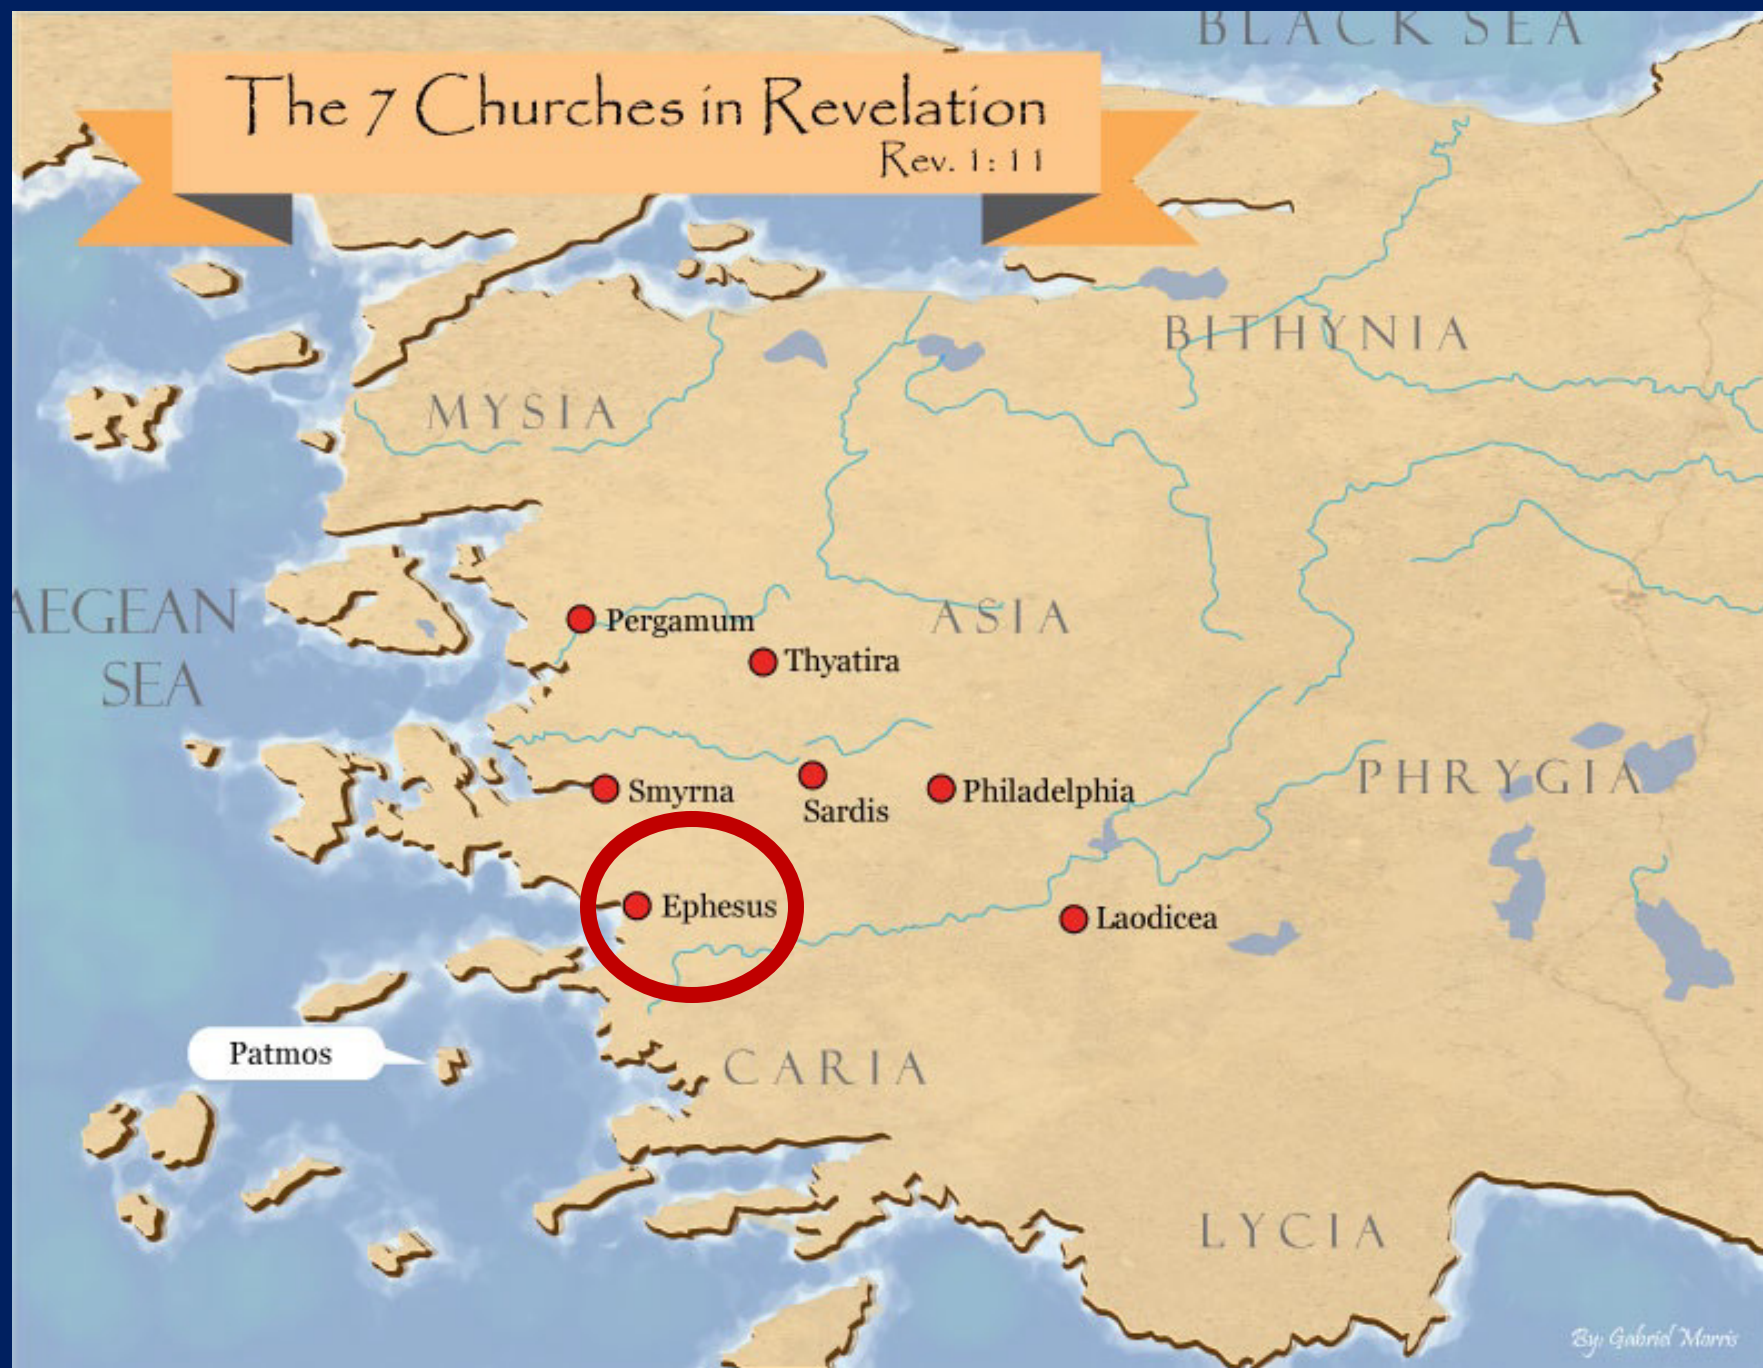 BLACK SEA
The 7 Churches in Revelation
Rev. 1:11
BITHYNIA
MYSIA
AEGEAN
SEA
ASIA
Pergamum
Thyatira
PHRYGIA
Smyrna
Sardis
Philadelphia
Ephesus
Laodicea
Patmos
CARIA
LYCIA
By: Gabriel Morris